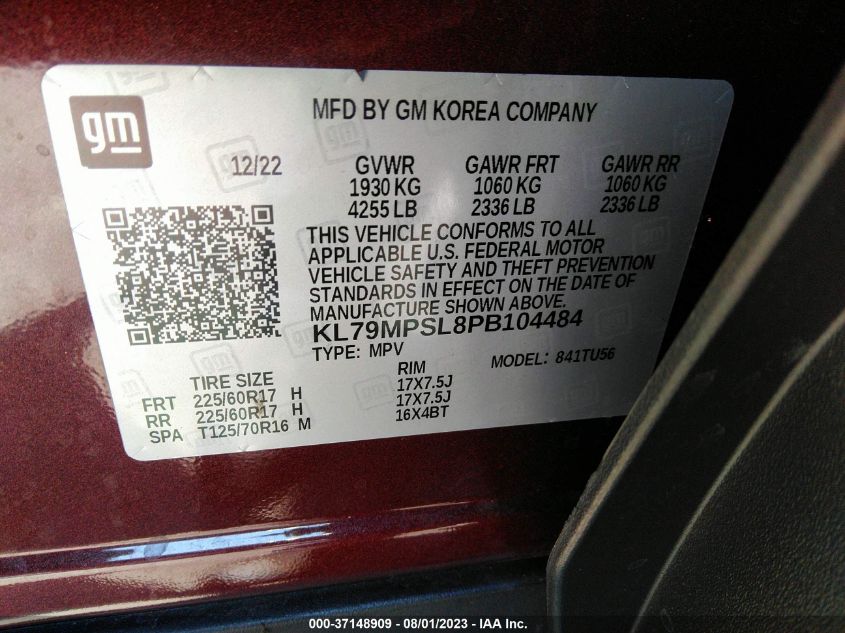 gm
MFD BY GM KOREA COMPANY
12/22 GVWR GAWR FRT GAWR RR
1930 KG 1060 KG 1060 KG
4255 LB 2336 LB 2336 LB
THIS VEHICLE CONFORMS TO ALL
APPLICABLE U.S. FEDERAL MOTOR
VEHICLE SAFETY AND THEFT PREVENTION
STANDARDS IN EFFECT ON THE DATE OF
MANUFACTURE SHOWN ABOVE.
KL79MPSL8PB104484
TYPE: MPV MODEL: 841TU56
TIRE SIZE RIM
FRT 225/60R17 H 17X7.5J
RR 225/60R17 H 17X7.5J
SPA T125/70R16 M 16X4BT
000-37148909 - 08/01/2023 - IAA Inc.